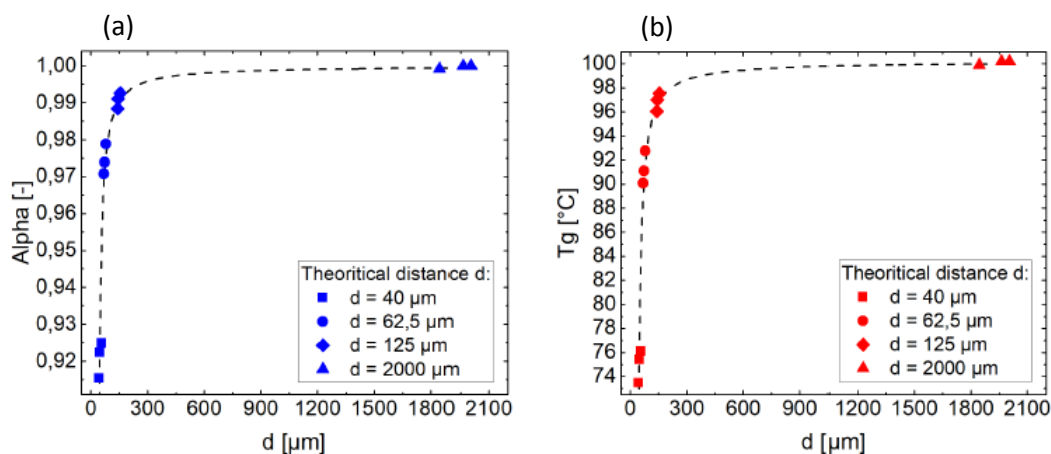 (a)
1,00
0,99
0,98
0,97
0,96
0,95
0,94
0,93
0,92
Alpha [-]
Theoritical distance d:
d = 40 µm
d = 62,5 µm
d = 125 µm
d = 2000 µm
0 300 600 900 1200 1500 1800 2100
d [µm]
(b)
100
98
96
94
92
90
88
86
84
82
80
78
76
74
Tg [°C]
Theoritical distance d:
d = 40 µm
d = 62,5 µm
d = 125 µm
d = 2000 µm
0 300 600 900 1200 1500 1800 2100
d [µm]